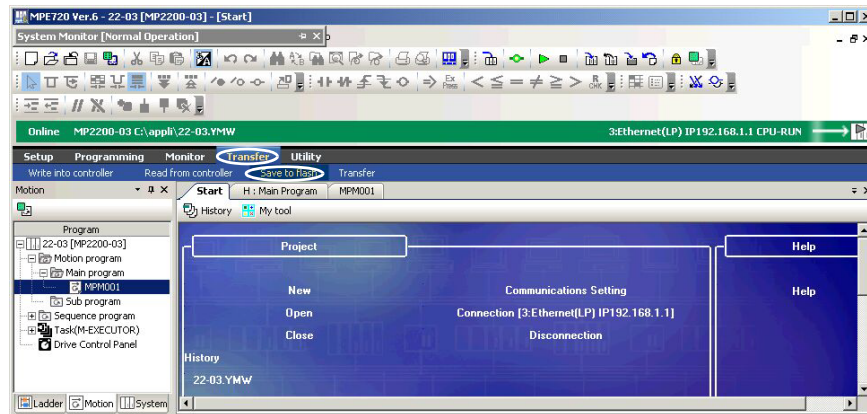 MPE720 Ver.6 - 22-03 [MP2200-03] - [Start]
System Monitor [Normal Operation]
Online MP2200-03 C:\appli\22-03.YMW 3:Ethernet(LP) IP192.168.1.1 CPU-RUN
Setup Programming Monitor Transfer Utility
Write into controller Read from controller Save to flash Transfer
Motion Start H : Main Program MPM001
History My tool
Program
22-03 [MP2200-03]
Motion program
Main program
MPM001
Sub program
Sequence program
Task(M-EXECUTOR)
Drive Control Panel
Ladder Motion System
Project Help
New Communications Setting Help
Open Connection [3:Ethernet(LP) IP192.168.1.1]
Close Disconnection
History
22-03.YMW